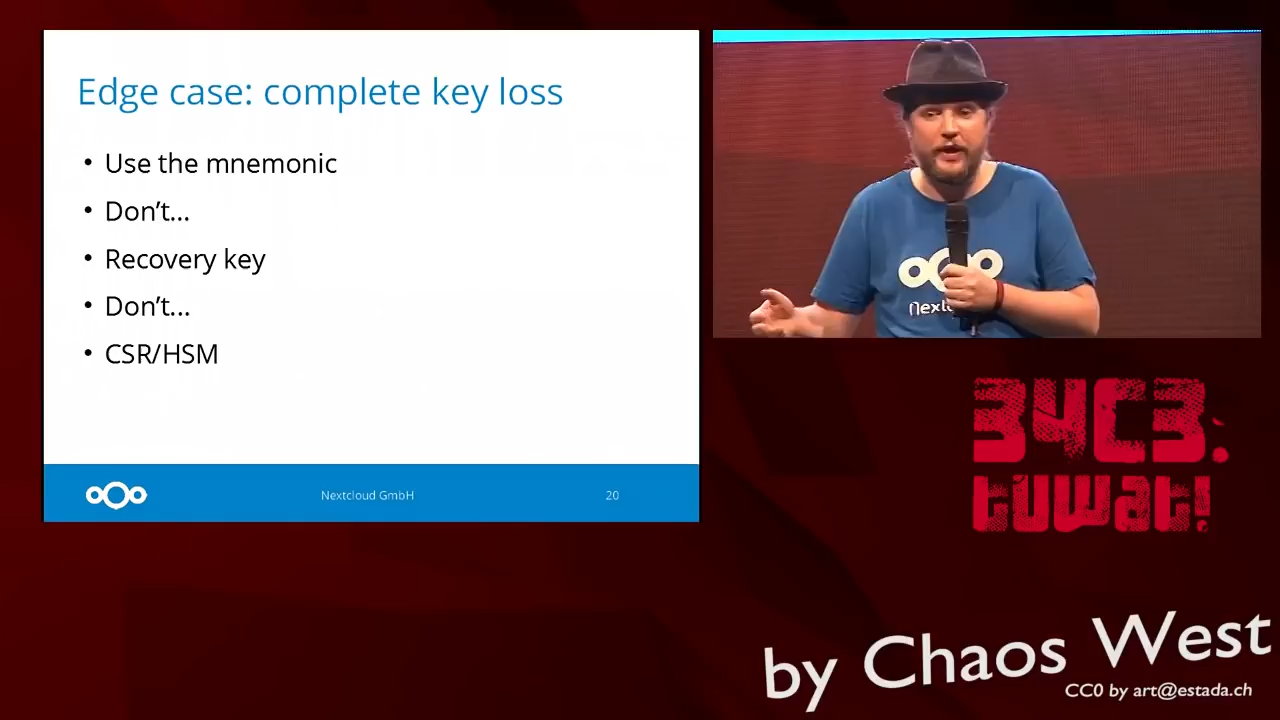 Edge case: complete key loss
• Use the mnemonic
• Don't...
• Recovery key
• Don't...
• CSR/HSM
Nextcloud GmbH
20
34C3:
tuwat!
by Chaos West
CC0 by art@estada.ch